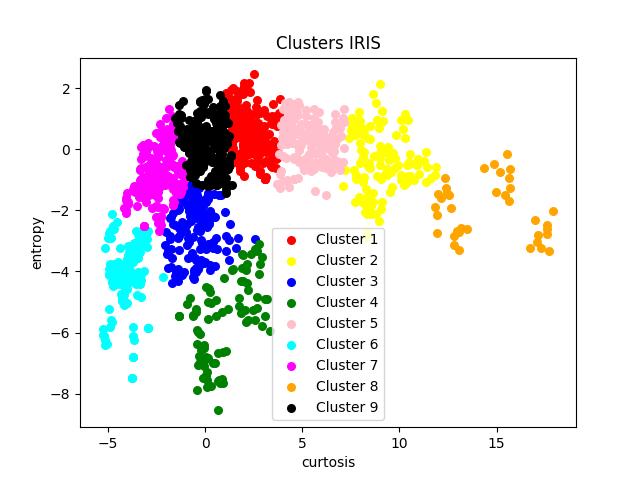 Clusters IRIS
2
0
−2
−4
−6
−8
entropy
Cluster 1
Cluster 2
Cluster 3
Cluster 4
Cluster 5
Cluster 6
Cluster 7
Cluster 8
Cluster 9
−5 0 5 10 15
curtosis